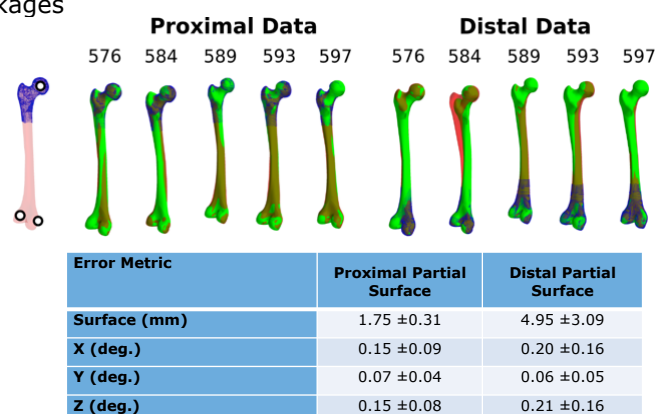 Proximal Data Distal Data
576 584 589 593 597 576 584 589 593 597
Error Metric Proximal Partial Surface Distal Partial Surface
Surface (mm) 1.75 ±0.31 4.95 ±3.09
X (deg.) 0.15 ±0.09 0.20 ±0.16
Y (deg.) 0.07 ±0.04 0.06 ±0.05
Z (deg.) 0.15 ±0.08 0.21 ±0.16